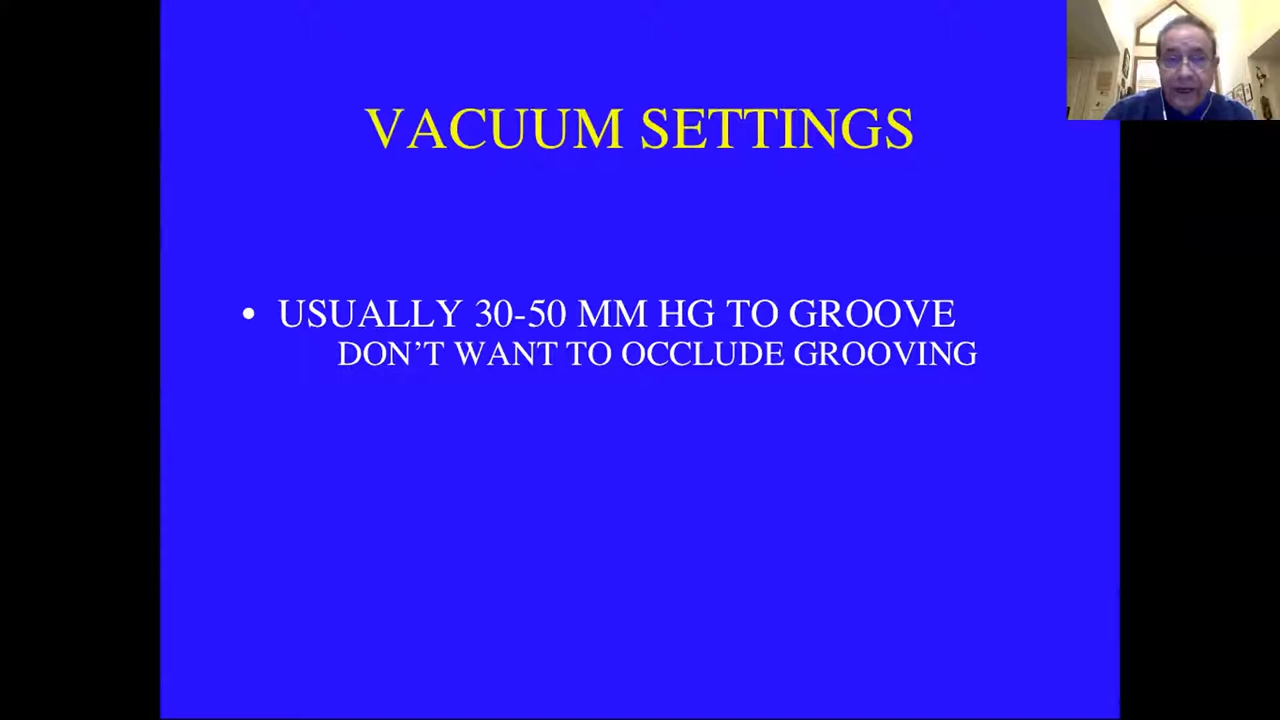 VACUUM SETTINGS
• USUALLY 30-50 MM HG TO GROOVE
DON’T WANT TO OCCLUDE GROOVING